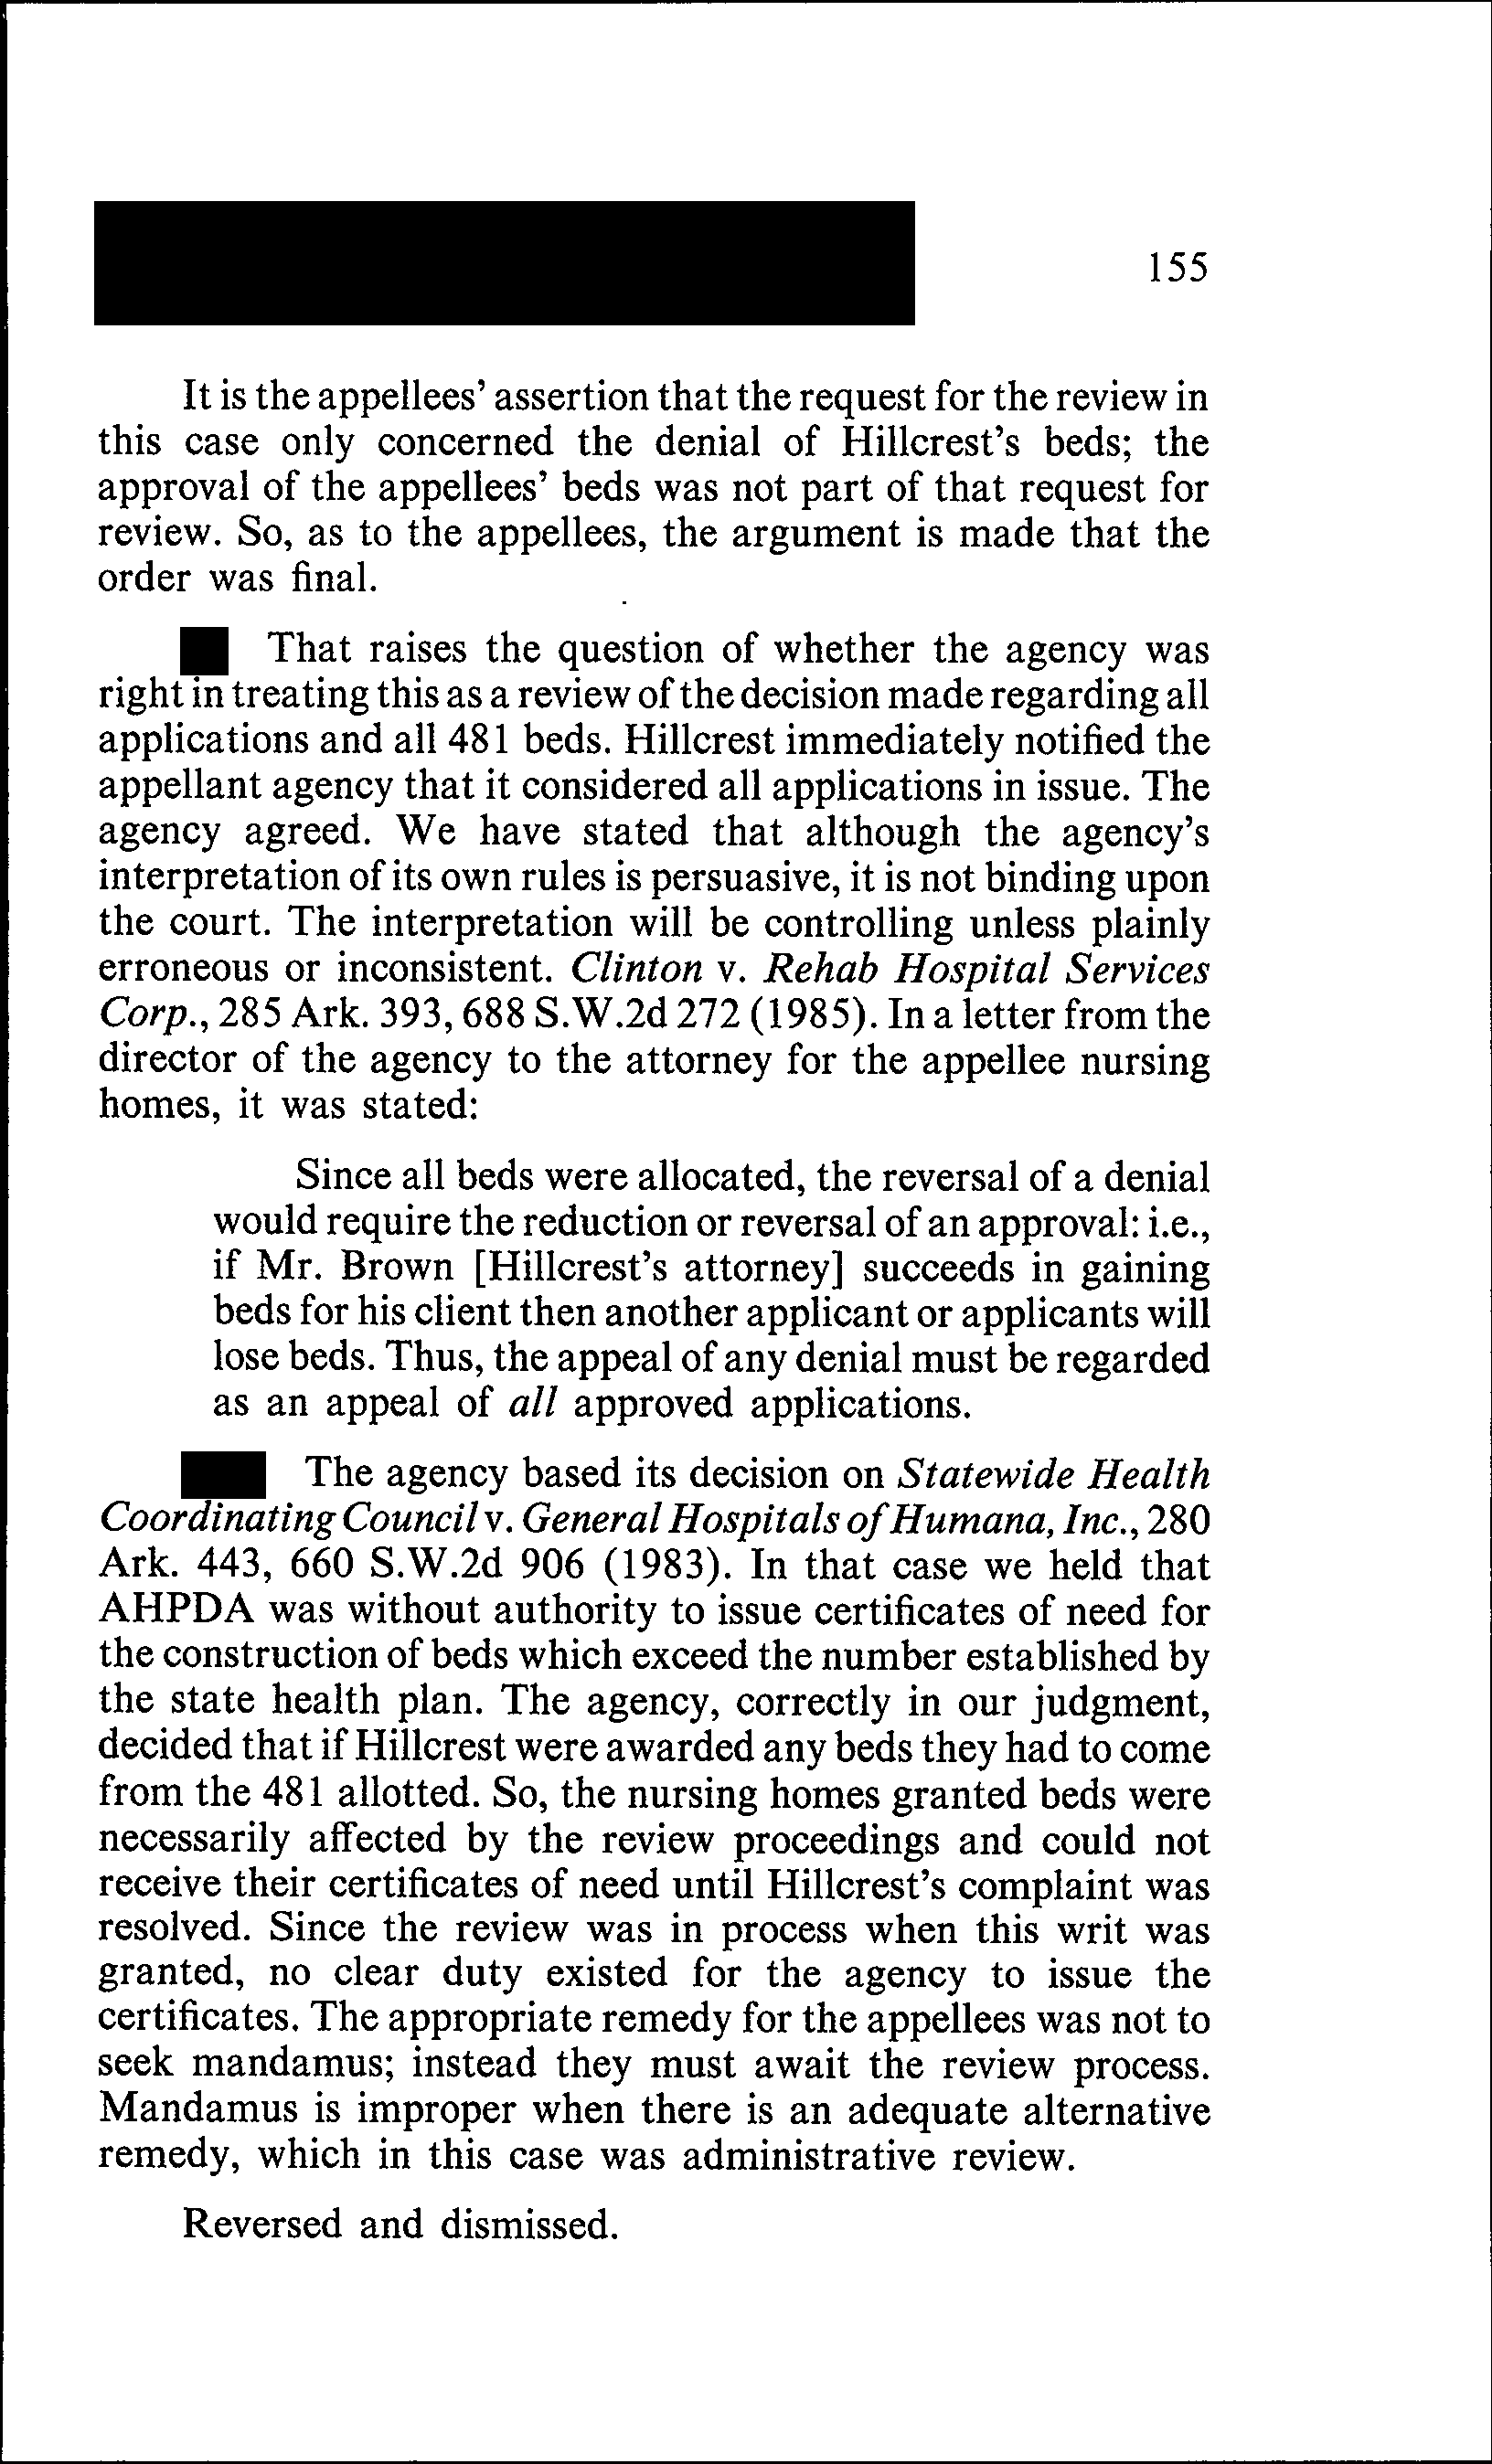 155
It is the appellees' assertion that the request for the review in
this case only concerned the denial of Hillcrest's beds; the
approval of the appellees' beds was not part of that request for
review. So, as to the appellees, the argument is made that the
order was final.
That raises the question of whether the agency was
right in treating this as a review of the decision made regarding all
applications and all 481 beds. Hillcrest immediately notified the
appellant agency that it considered all applications in issue. The
agency agreed. We have stated that although the agency's
interpretation of its own rules is persuasive, it is not binding upon
the court. The interpretation will be controlling unless plainly
erroneous or inconsistent. Clinton v. Rehab Hospital Services
Corp., 285 Ark. 393, 688 S.W.2d 272 (1985). In a letter from the
director of the agency to the attorney for the appellee nursing
homes, it was stated:
Since all beds were allocated, the reversal of a denial
would require the reduction or reversal of an approval: i.e.,
if Mr. Brown [Hillcrest's attorney] succeeds in gaining
beds for his client then another applicant or applicants will
lose beds. Thus, the appeal of any denial must be regarded
as an appeal of all approved applications.
The agency based its decision on Statewide Health
Coordinating Council v. General Hospitals of Humana, Inc., 280
Ark. 443, 660 S.W.2d 906 (1983). In that case we held that
AHPDA was without authority to issue certificates of need for
the construction of beds which exceed the number established by
the state health plan. The agency, correctly in our judgment,
decided that if Hillcrest were awarded any beds they had to come
from the 481 allotted. So, the nursing homes granted beds were
necessarily affected by the review proceedings and could not
receive their certificates of need until Hillcrest's complaint was
resolved. Since the review was in process when this writ was
granted, no clear duty existed for the agency to issue the
certificates. The appropriate remedy for the appellees was not to
seek mandamus; instead they must await the review process.
Mandamus is improper when there is an adequate alternative
remedy, which in this case was administrative review.
Reversed and dismissed.